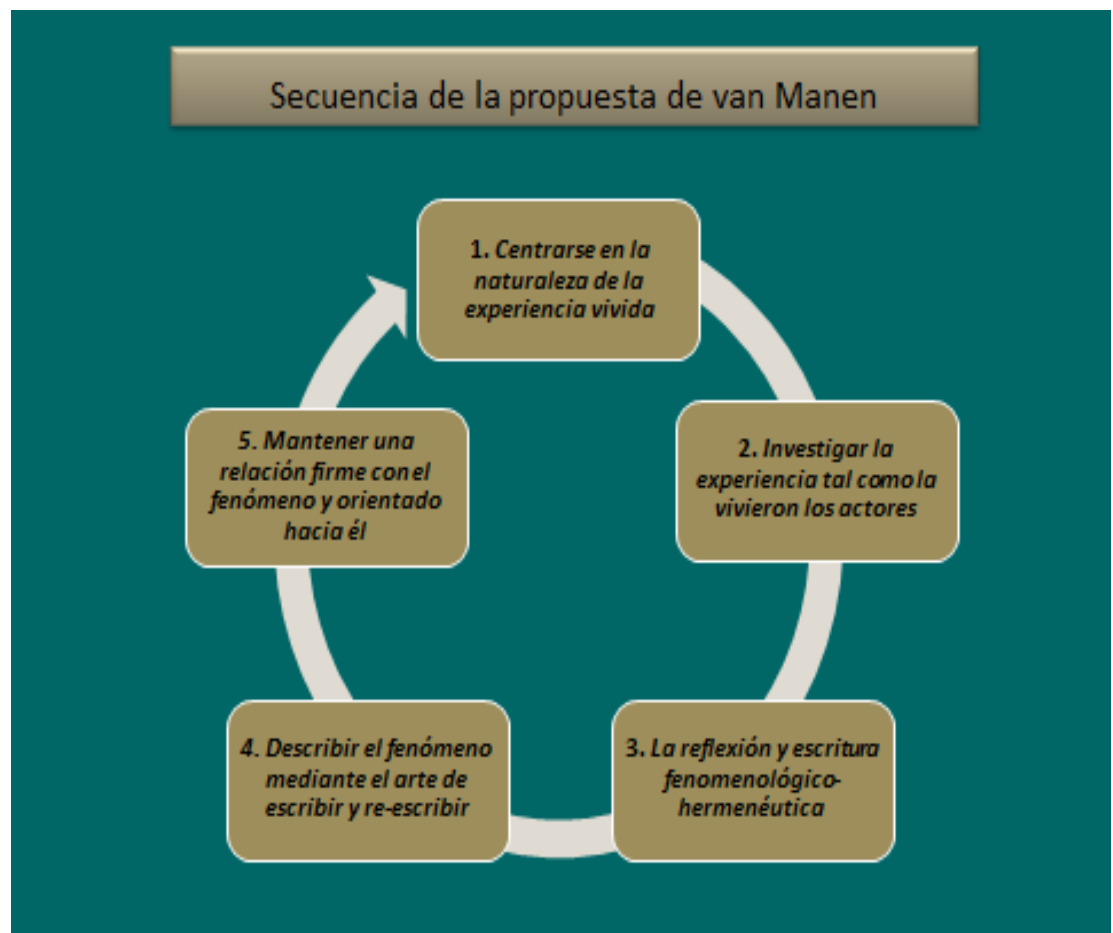 Secuencia de la propuesta de van Manen
1. Centrarse en la
naturaleza de la
experiencia vivida
2. Investigar la
experiencia tal como la
vivieron los actores
3. La reflexión y escritura
fenomenológico-
hermenéutica
4. Describir el fenómeno
mediante el arte de
escribir y re-escribir
5. Mantener una
relación firme con el
fenómeno y orientado
hacia él